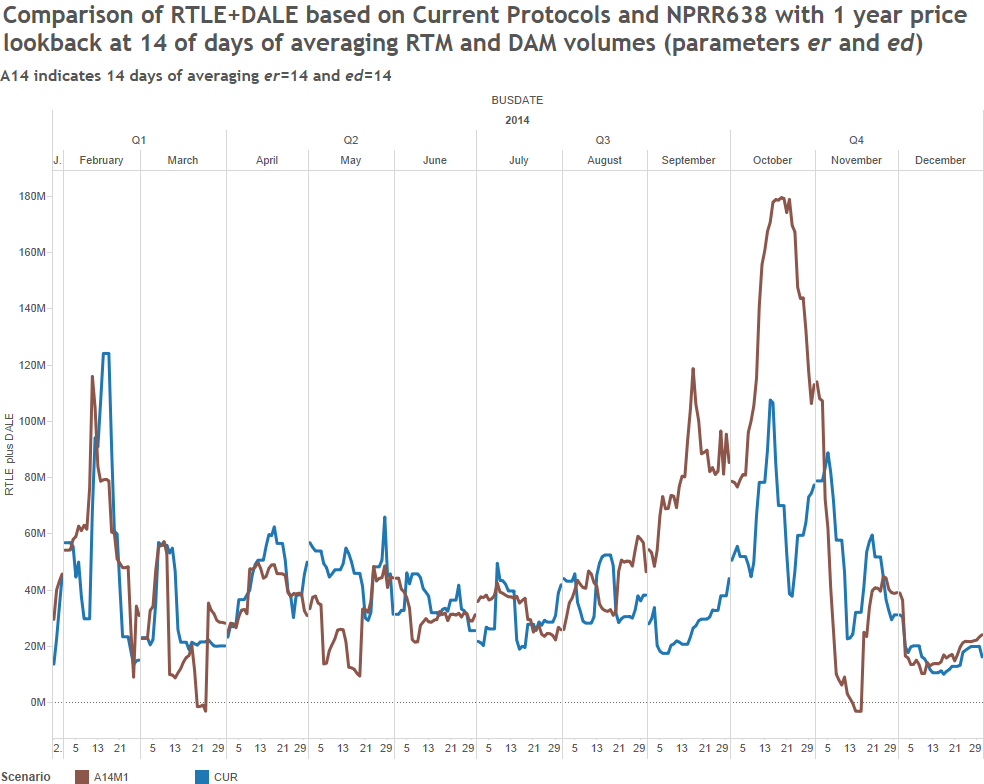 Comparison of RTLE+DALE based on Current Protocols and NPRR638 with 1 year price
lookback at 14 of days of averaging RTM and DAM volumes (parameters er and ed)
A14 indicates 14 days of averaging er=14 and ed=14
BUSDATE
2014
Q1 Q2 Q3 Q4
J. February March April May June July August September October November December
180M
160M
140M
120M
100M
80M
60M
40M
20M
0M
RTLE plus DALE
2. 5 13 21 5 13 21 29 5 13 21 29 5 13 21 29 5 13 21 29 5 13 21 29 5 13 21 29 5 13 21 29 5 13 21 29 5 13 21 29 5 13 21 29
Scenario A14M1 CUR